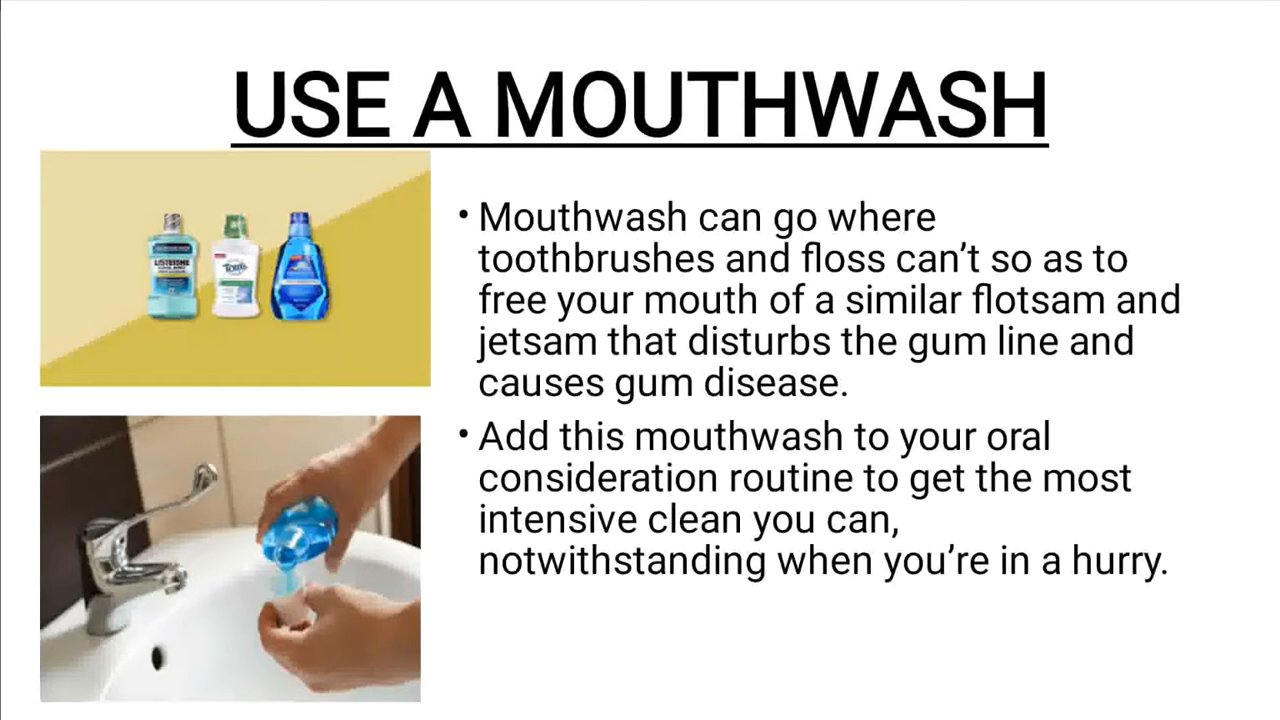 USE A MOUTHWASH
LISTERINE
Tom's
• Mouthwash can go where
toothbrushes and floss can't so as to
free your mouth of a similar flotsam and
jetsam that disturbs the gum line and
causes gum disease.
• Add this mouthwash to your oral
consideration routine to get the most
intensive clean you can,
notwithstanding when you're in a hurry.